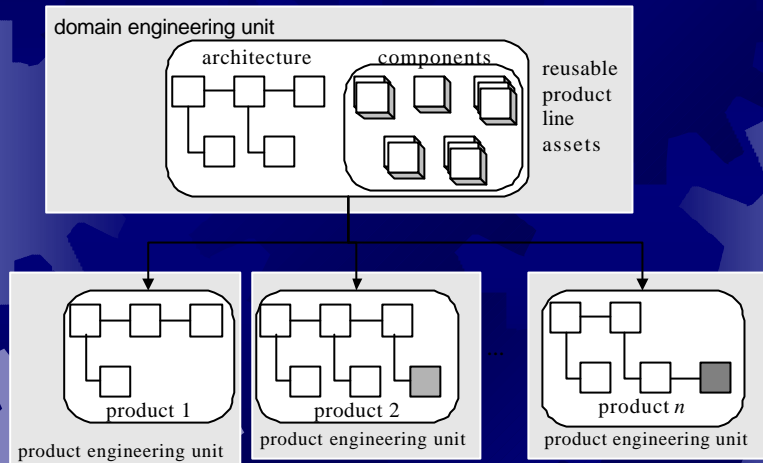 domain engineering unit
architecture
components
reusable
product
line
assets
product 1
product engineering unit
product 2
product engineering unit
...
product n
product engineering unit